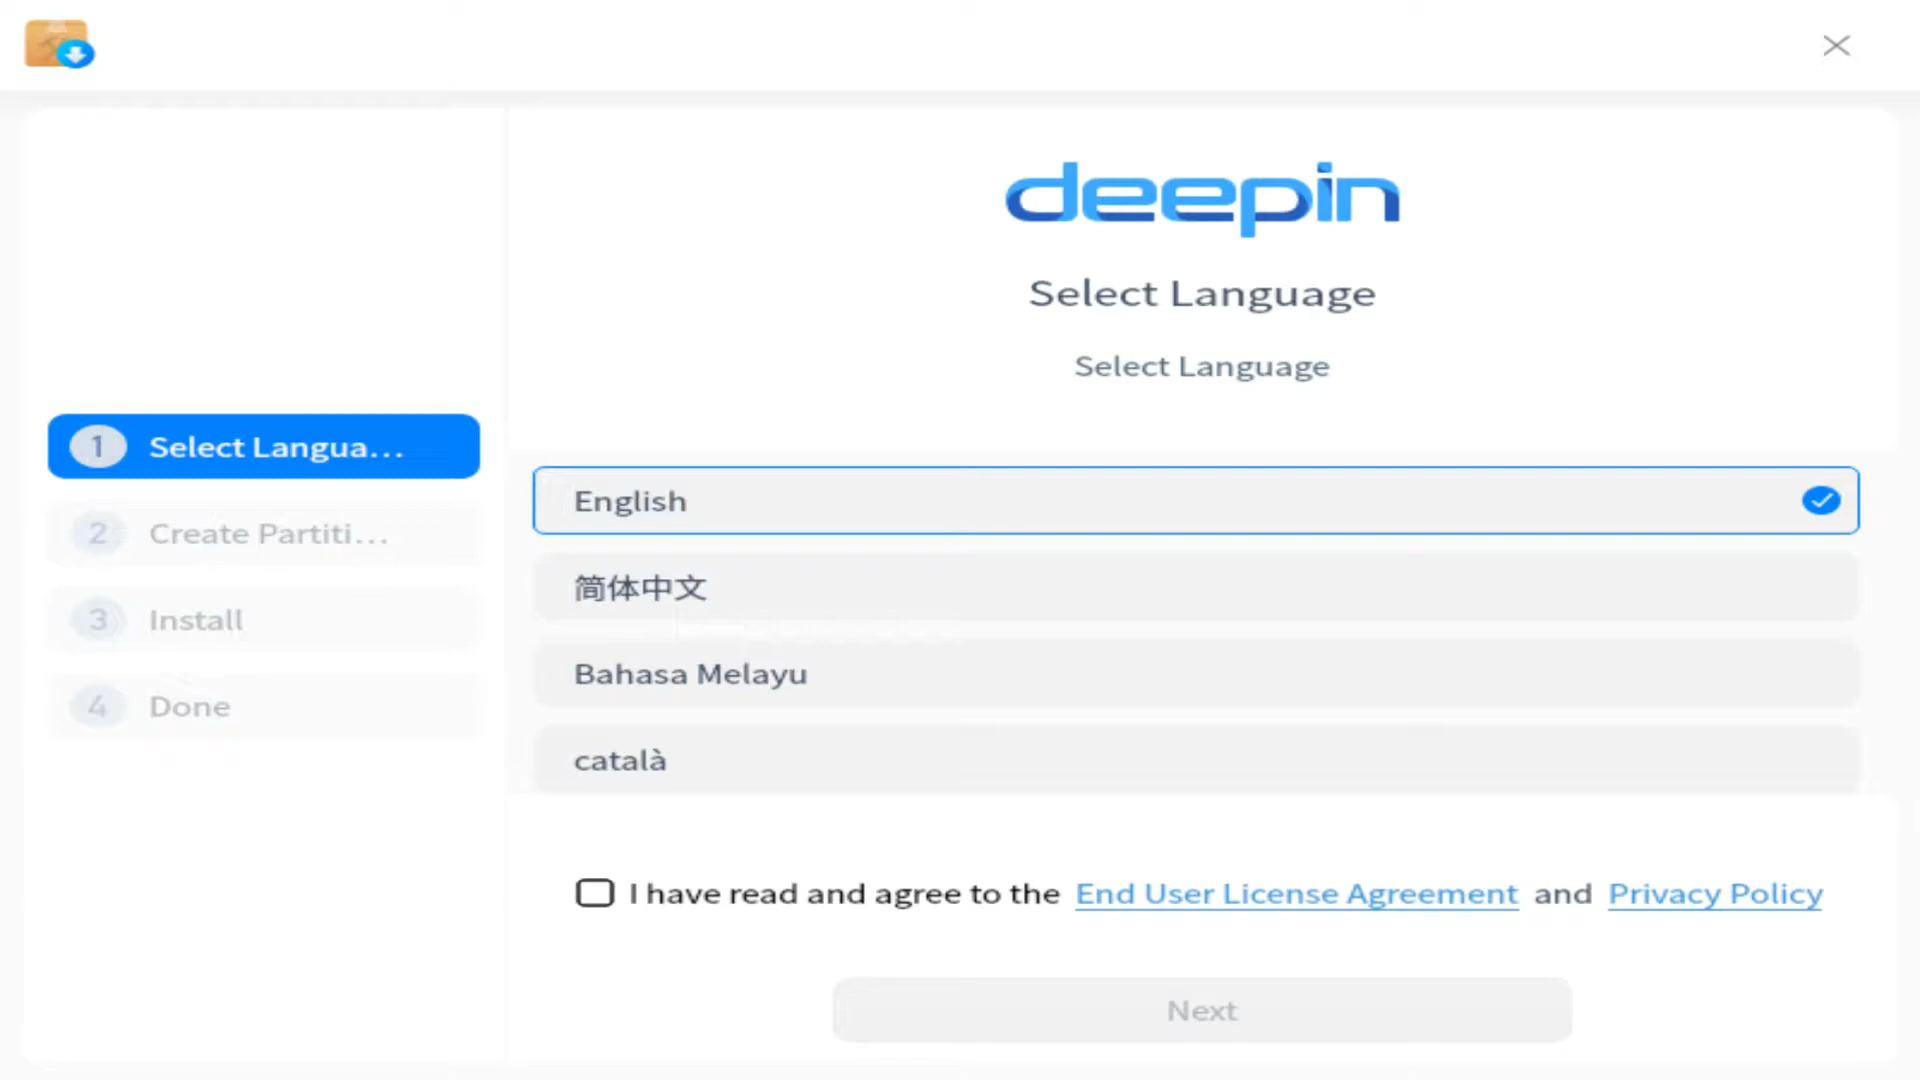 deepin
Select Language
Select Language
1 Select Langua...
2 Create Partiti...
3 Install
4 Done
English
简体中文
Bahasa Melayu
català
I have read and agree to the End User License Agreement and Privacy Policy
Next